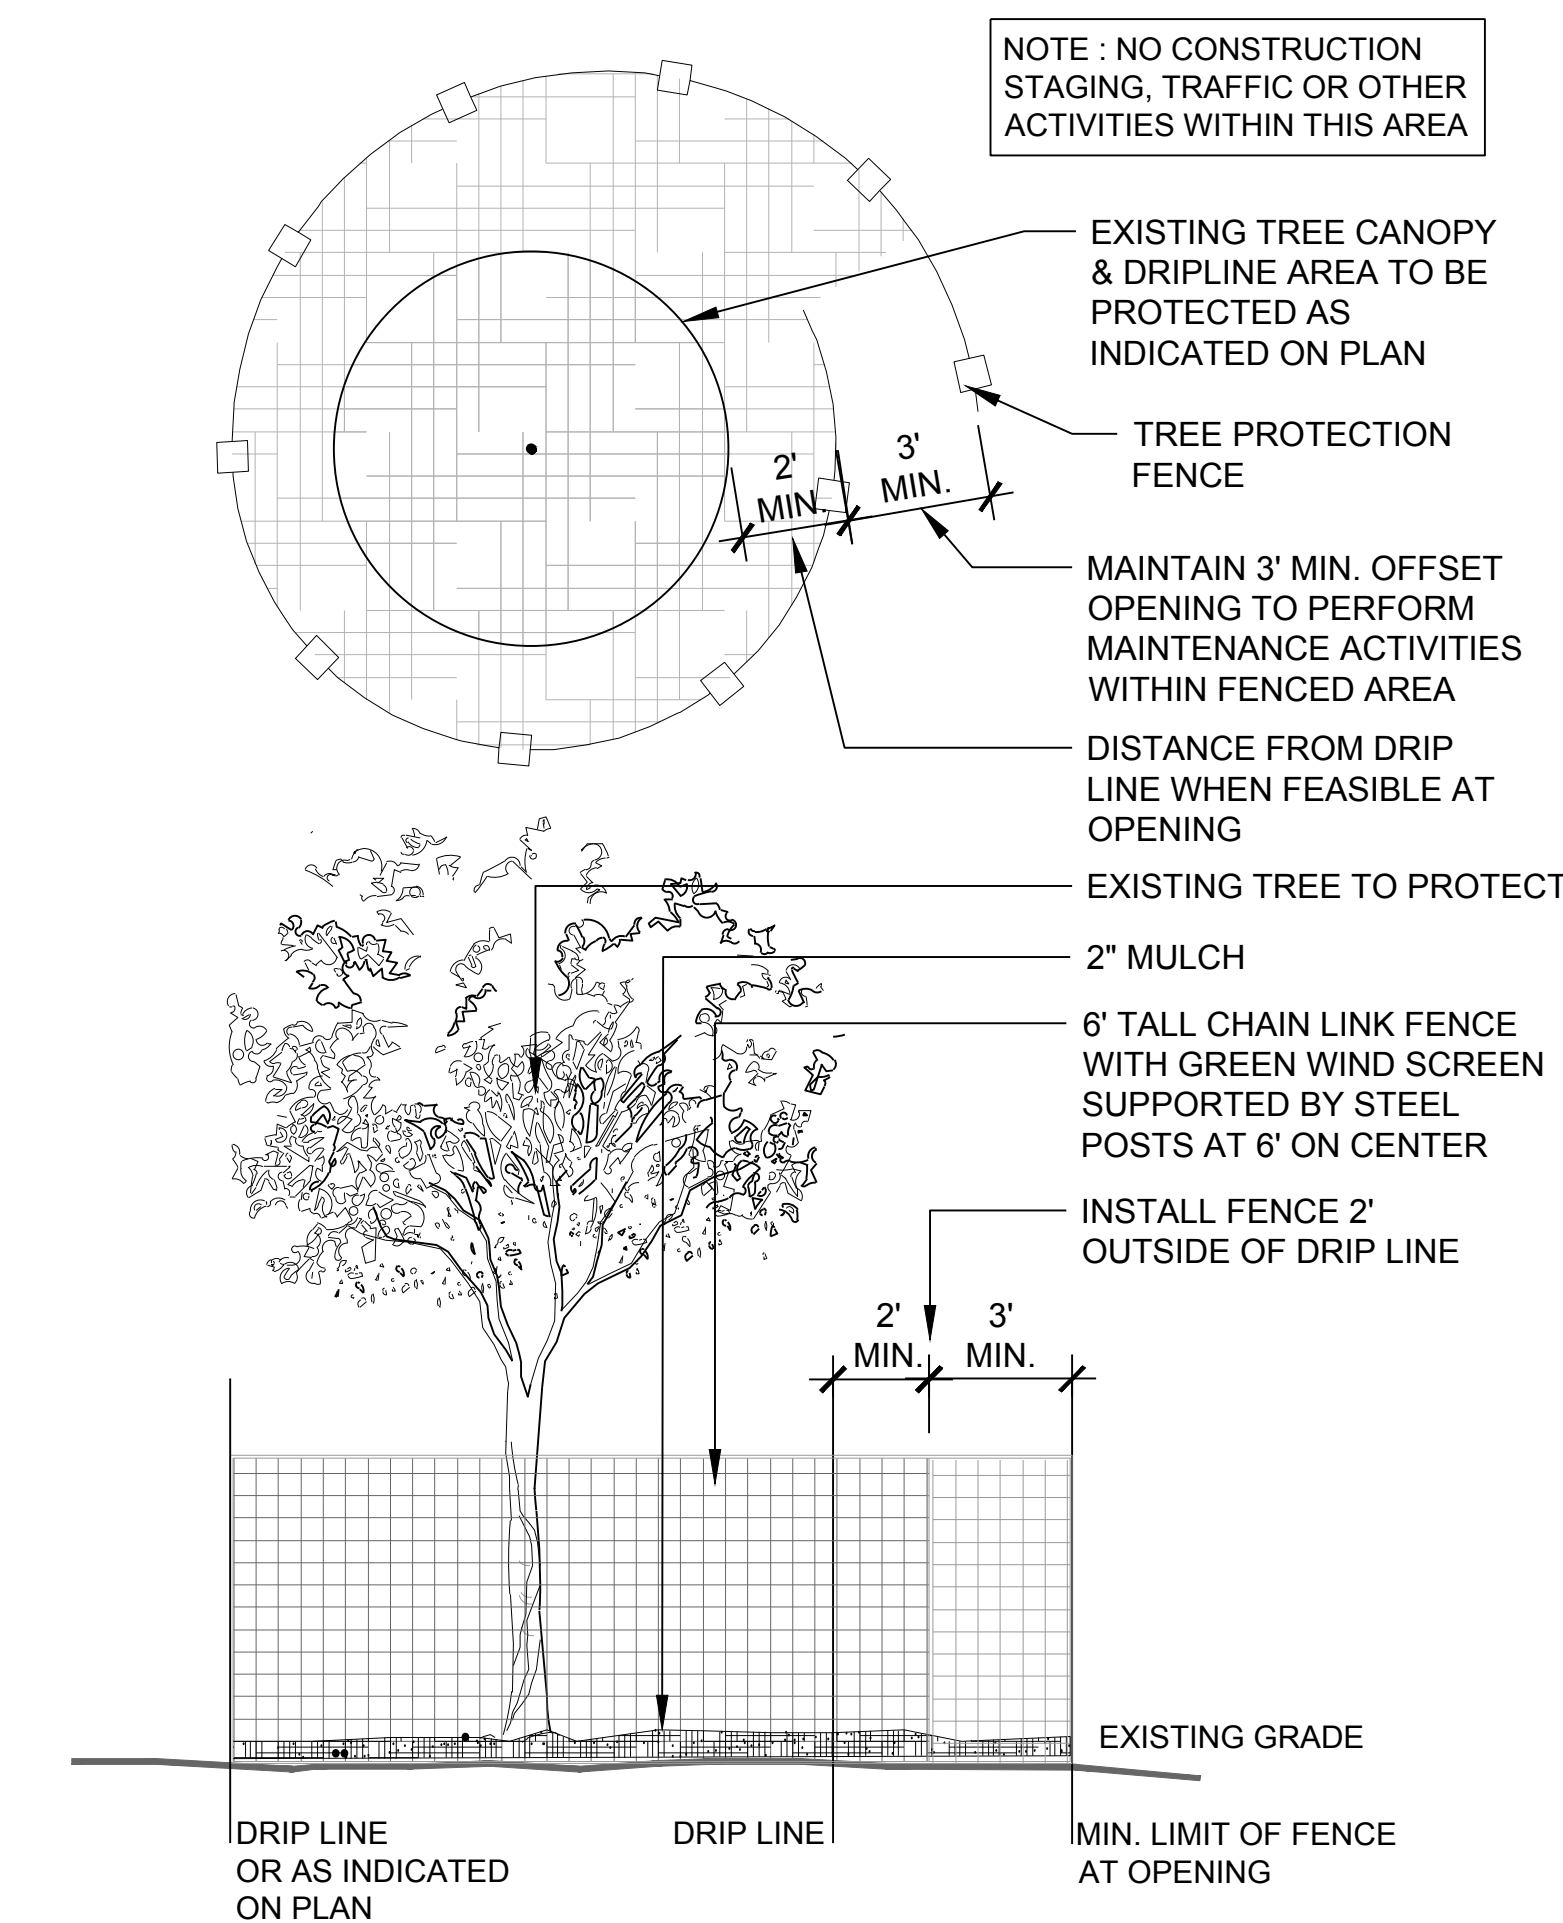 NOTE : NO CONSTRUCTION
STAGING, TRAFFIC OR OTHER
ACTIVITIES WITHIN THIS AREA
EXISTING TREE CANOPY
& DRIPLINE AREA TO BE
PROTECTED AS
INDICATED ON PLAN
TREE PROTECTION
FENCE
2'
MIN.
3'
MIN.
MAINTAIN 3' MIN. OFFSET
OPENING TO PERFORM
MAINTENANCE ACTIVITIES
WITHIN FENCED AREA
DISTANCE FROM DRIP
LINE WHEN FEASIBLE AT
OPENING
EXISTING TREE TO PROTECT
2" MULCH
6' TALL CHAIN LINK FENCE
WITH GREEN WIND SCREEN
SUPPORTED BY STEEL
POSTS AT 6' ON CENTER
INSTALL FENCE 2'
OUTSIDE OF DRIP LINE
2'
MIN.
3'
MIN.
EXISTING GRADE
DRIP LINE
OR AS INDICATED
ON PLAN
DRIP LINE
MIN. LIMIT OF FENCE
AT OPENING